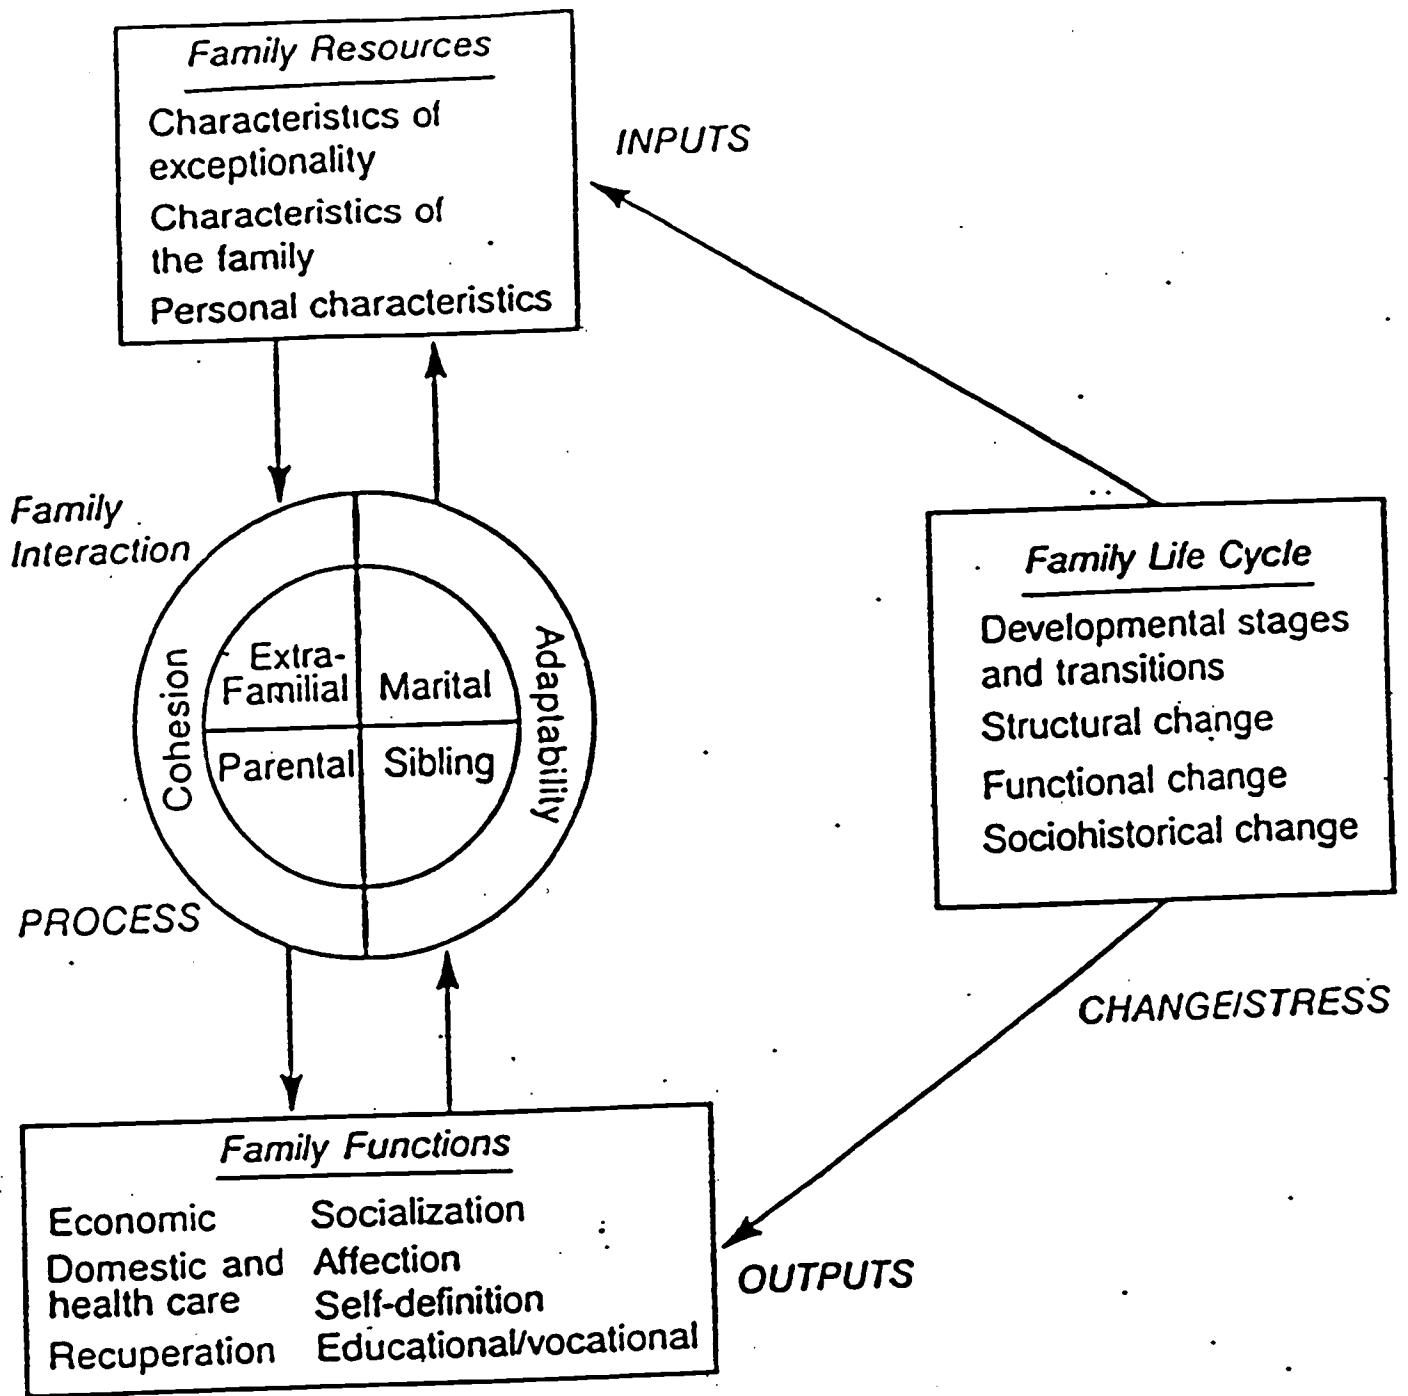 Family Resources
Characteristics of
exceptionality
Characteristics of
the family
Personal characteristics
INPUTS
Family
Interaction
Cohesion
Extra-
Familial
Marital
Parental
Sibling
Adaptability
PROCESS
Family Life Cycle
Developmental stages
and transitions
Structural change
Functional change
Sociohistorical change
CHANGE/STRESS
Family Functions
Economic
Domestic and
health care
Recuperation
Socialization
Affection
Self-definition
Educational/vocational
OUTPUTS